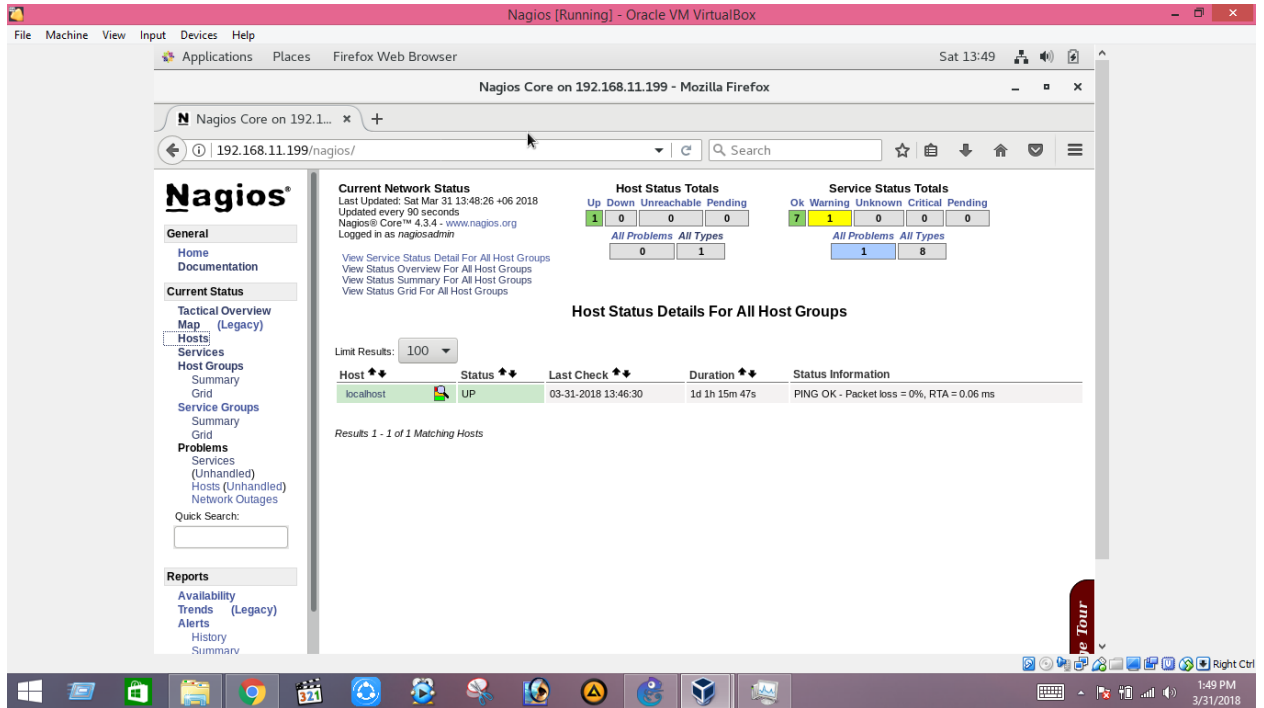 Nagios [Running] - Oracle VM VirtualBox
File Machine View Input Devices Help
Applications Places Firefox Web Browser Sat 13:49
Nagios Core on 192.168.11.199 - Mozilla Firefox
N Nagios Core on 192.1...
192.168.11.199/nagios/ Search
Nagios®
General
Home
Documentation
Current Status
Tactical Overview
Map (Legacy)
Hosts
Services
Host Groups
Summary
Grid
Service Groups
Summary
Grid
Problems
Services
(Unhandled)
Hosts (Unhandled)
Network Outages
Quick Search:
Reports
Availability
Trends (Legacy)
Alerts
History
Summary
Current Network Status
Last Updated: Sat Mar 31 13:48:26 +06 2018
Updated every 90 seconds
Nagios® Core™ 4.3.4 - www.nagios.org
Logged in as nagiosadmin
View Service Status Detail For All Host Groups
View Status Overview For All Host Groups
View Status Summary For All Host Groups
View Status Grid For All Host Groups
Host Status Totals
Up Down Unreachable Pending
1 0 0 0
All Problems All Types
0 1
Service Status Totals
Ok Warning Unknown Critical Pending
7 1 0 0 0
All Problems All Types
1 8
Host Status Details For All Host Groups
Limit Results: 100
Host Status Last Check Duration Status Information
localhost UP 03-31-2018 13:46:30 1d 1h 15m 47s PING OK - Packet loss = 0%, RTA = 0.06 ms
Results 1 - 1 of 1 Matching Hosts
Tour
Right Ctrl
321
1:49 PM
3/31/2018